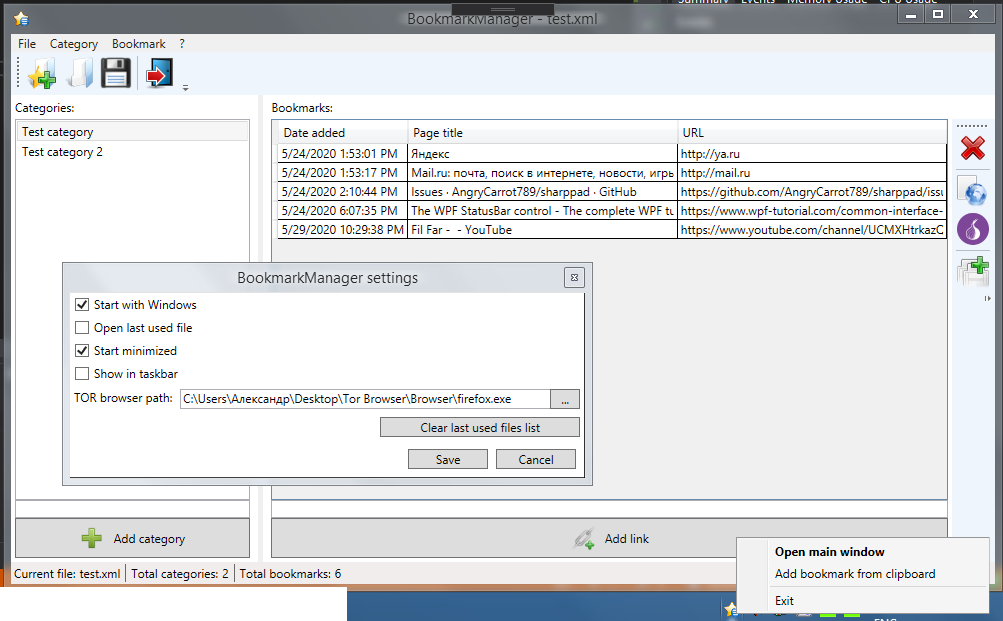 Summary Events Memory Usage CPU Usage
BookmarkManager - test.xml
File Category Bookmark ?
Categories:
Test category
Test category 2
Bookmarks:
Date added Page title URL
5/24/2020 1:53:01 PM Яндекс http://ya.ru
5/24/2020 1:53:17 PM Mail.ru: почта, поиск в интернете, новости, игры http://mail.ru
5/24/2020 2:10:44 PM Issues · AngryCarrot789/sharppad · GitHub https://github.com/AngryCarrot789/sharppad/issu
5/24/2020 6:07:35 PM The WPF StatusBar control - The complete WPF tu https://www.wpf-tutorial.com/common-interface-
5/29/2020 10:29:38 PM Fil Far - - YouTube https://www.youtube.com/channel/UCMXHtrkazC
BookmarkManager settings
Start with Windows
Open last used file
Start minimized
Show in taskbar
TOR browser path: C:\Users\Александр\Desktop\Tor Browser\Browser\firefox.exe ...
Clear last used files list
Save Cancel
Add category
Add link
Current file: test.xml Total categories: 2 Total bookmarks: 6
Open main window
Add bookmark from clipboard
Exit
ENG